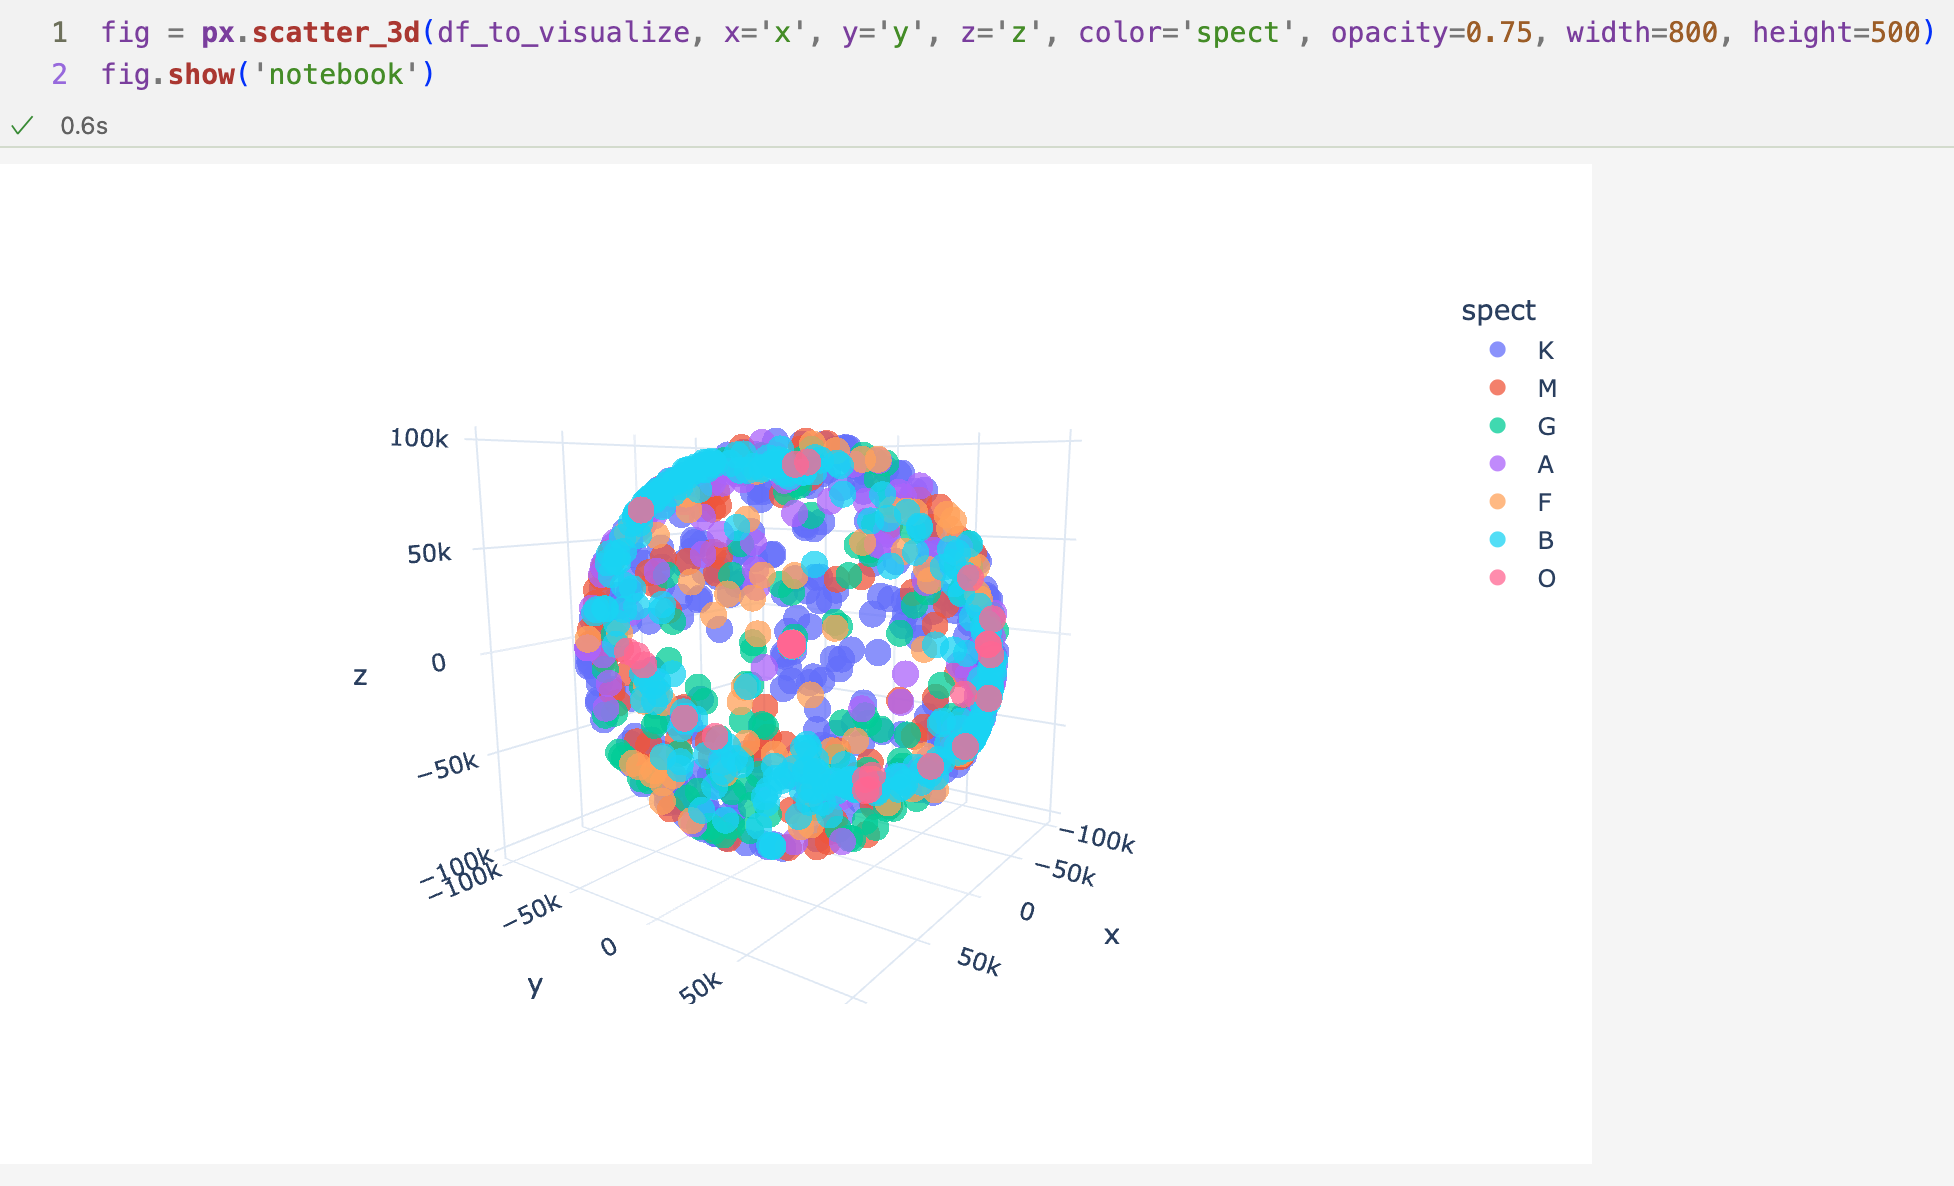 1 fig = px.scatter_3d(df_to_visualize, x='x', y='y', z='z', color='spect', opacity=0.75, width=800, height=500)
2 fig.show('notebook')
0.6s
spect
K
M
G
A
F
B
O
100k
50k
0
−50k
−100k
z
−100k
−50k
0
50k
y
−100k
−50k
0
50k
x